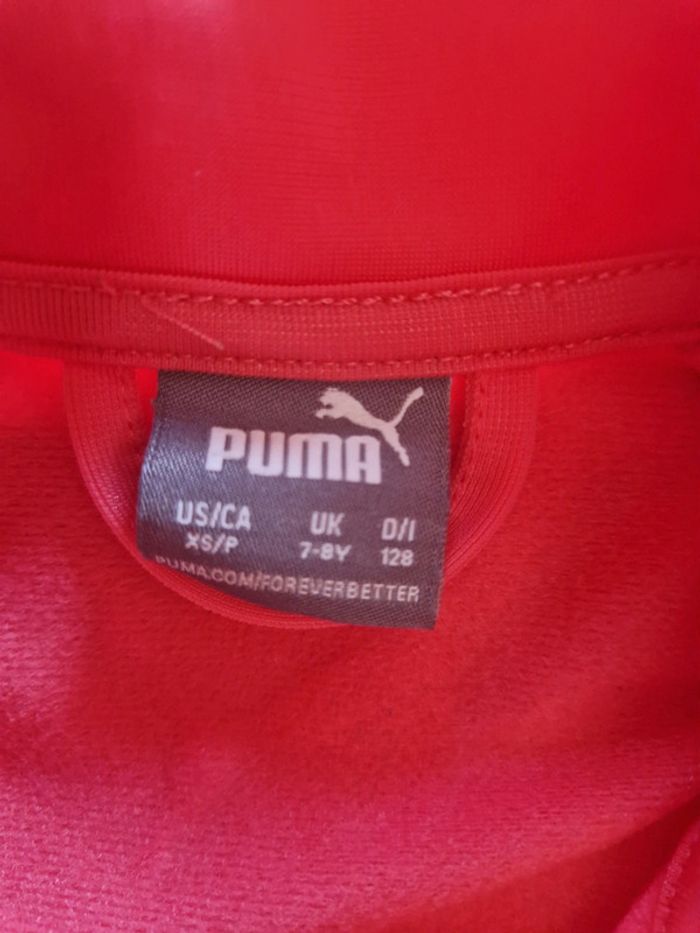 PUMA
US/CA UK D/I
XS/P 7-8Y 128
PUMA.COM/FOREVERBETTER